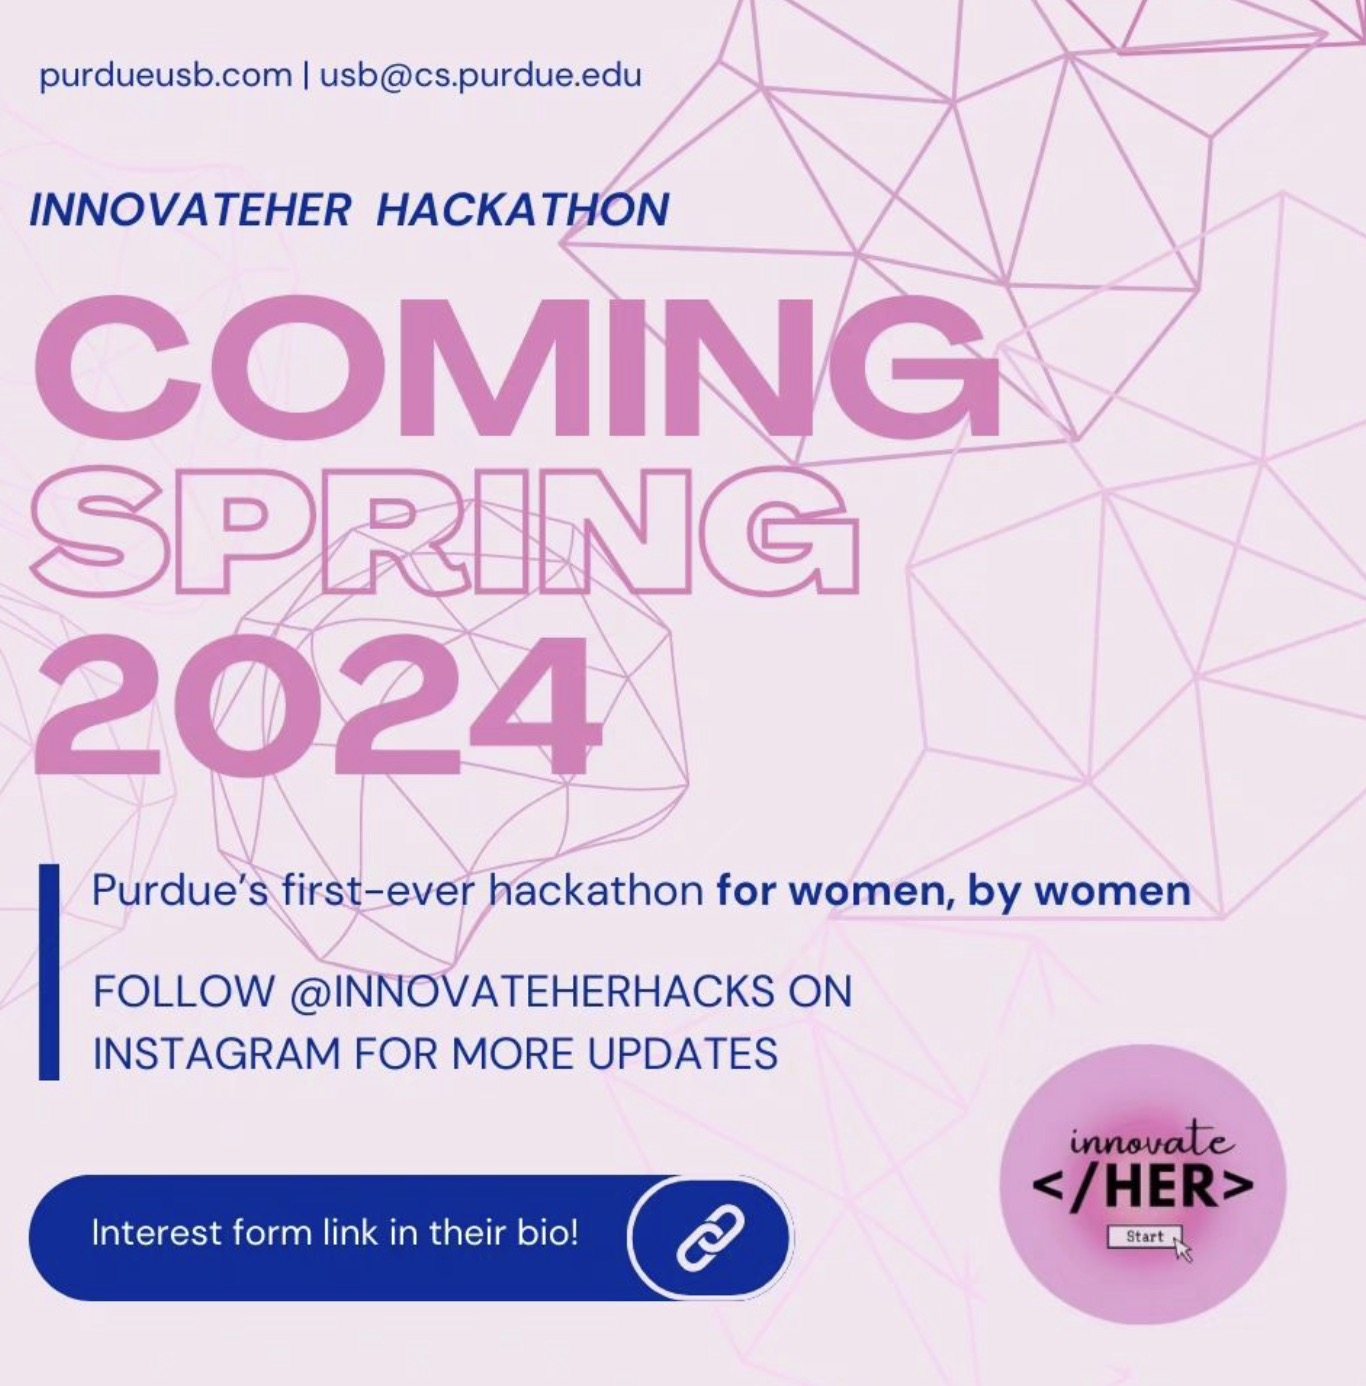 purdueusb.com | usb@cs.purdue.edu
INNOVATEHER HACKATHON
COMING
SPRING
2024
Purdue's first-ever hackathon for women, by women
FOLLOW @INNOVATEHERHACKS ON
INSTAGRAM FOR MORE UPDATES
Interest form link in their bio!
innovate
</HER>
Start